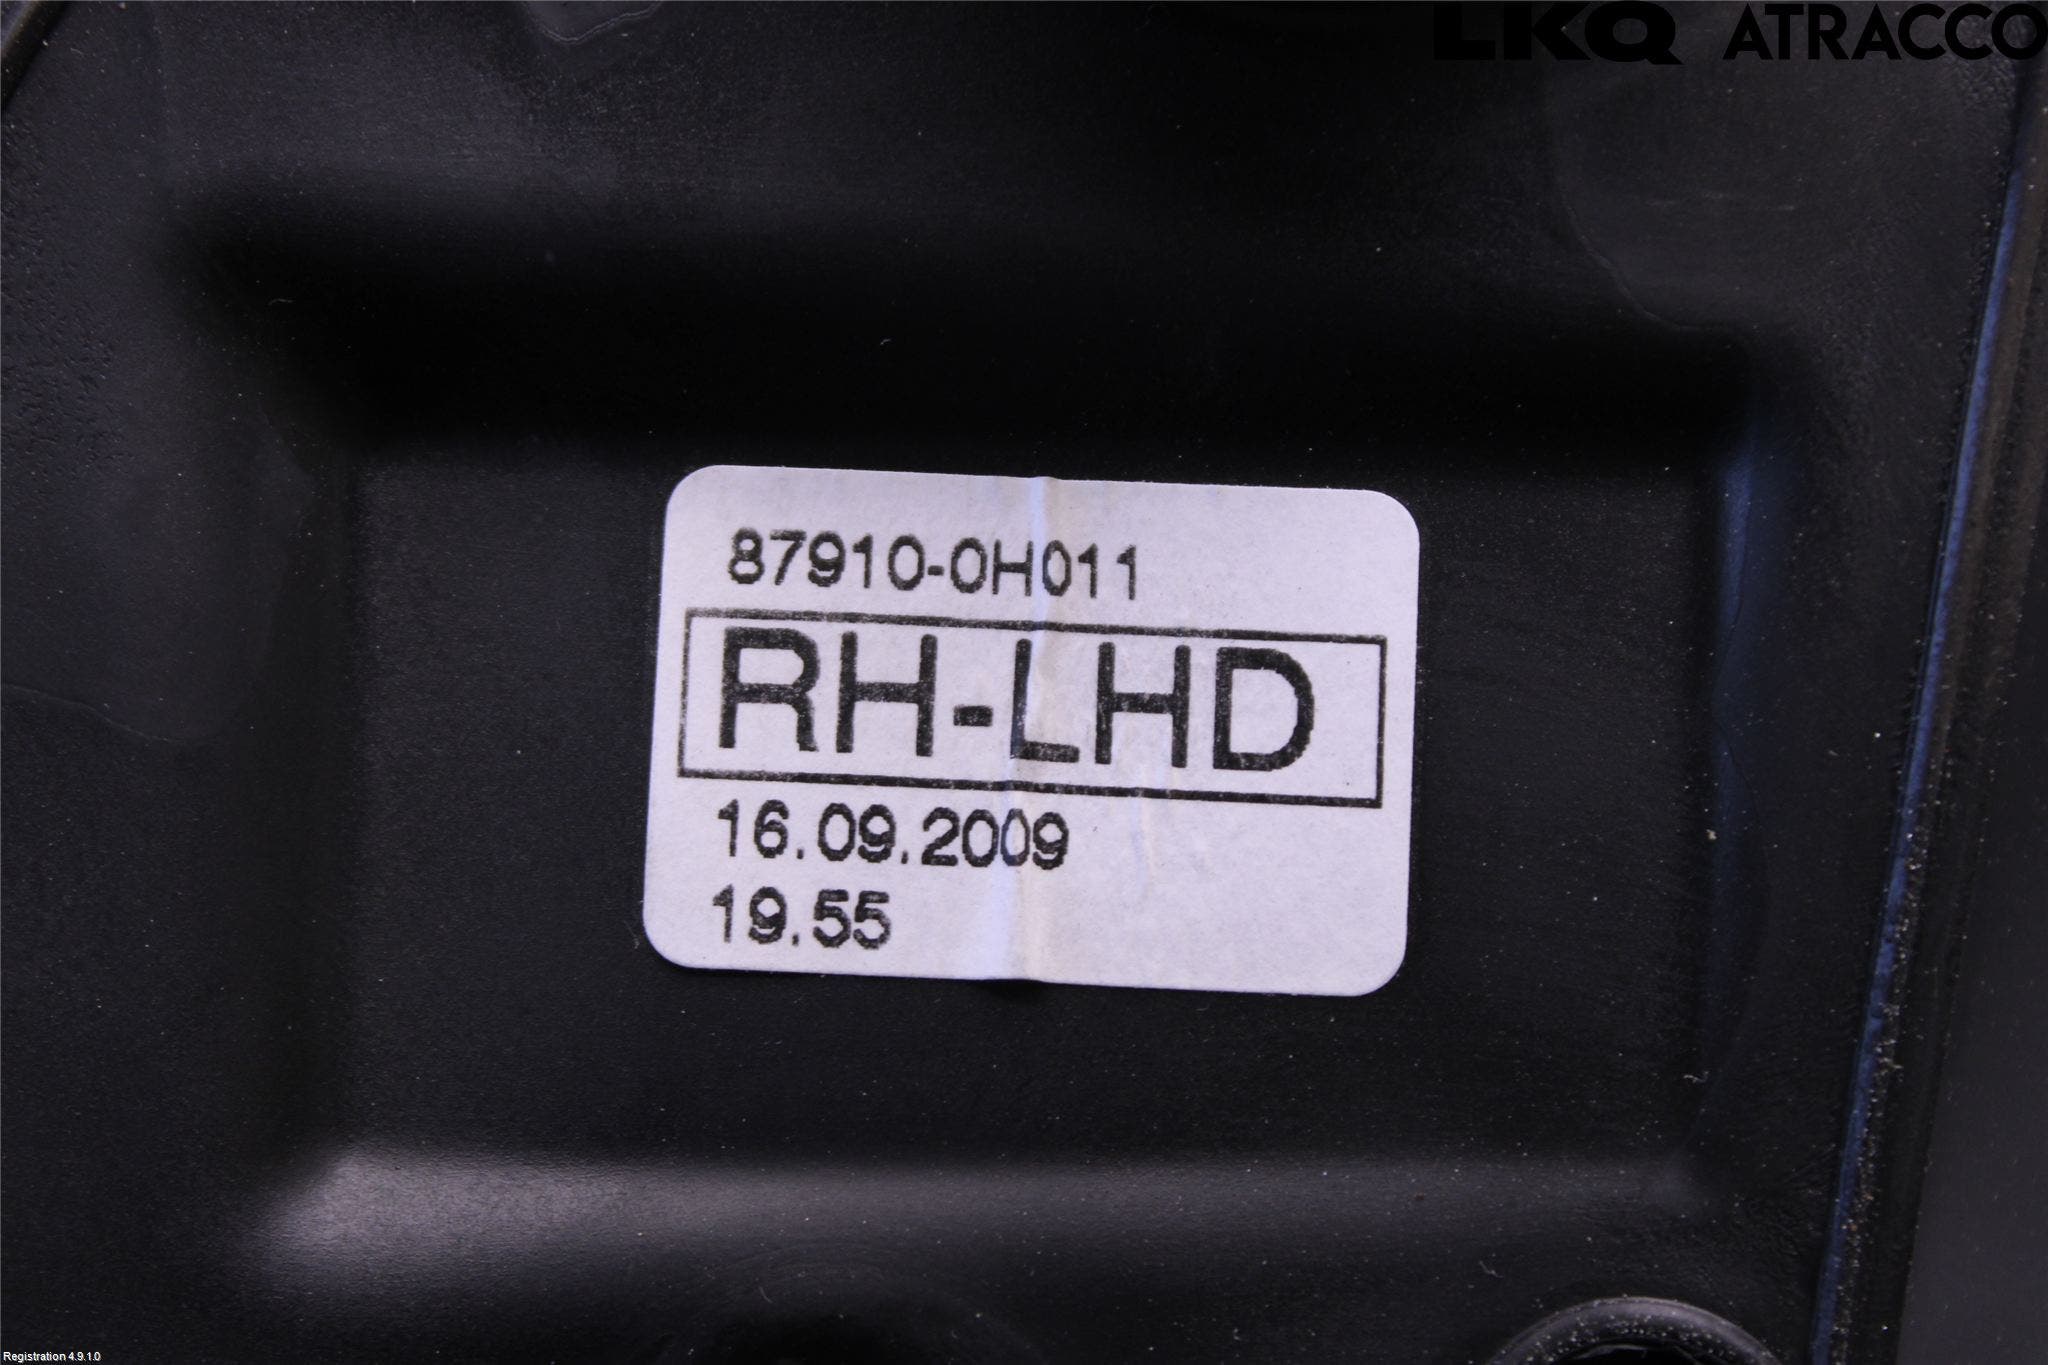 LKQ ATRACCO
87910-0H011
RH-LHD
16.09.2009
19.55
Registration 4.9.1.0